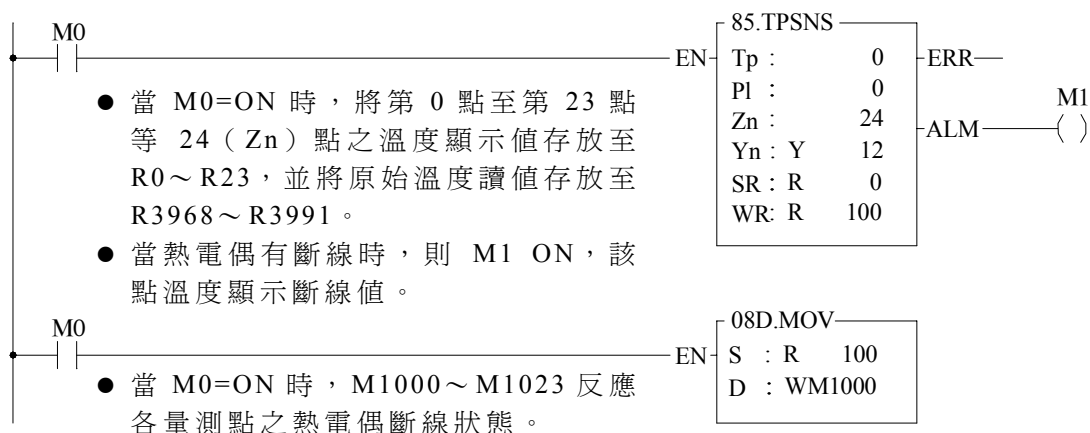 M0
EN
85.TPSNS
Tp : 0
Pl : 0
Zn : 24
Yn : Y 12
SR : R 0
WR: R 100
ERR
ALM
M1
● 當 M0=ON 時，將第 0 點至第 23 點
等 24（Zn）點之溫度顯示值存放至
R0～R23，並將原始溫度讀值存放至
R3968～R3991。
● 當熱電偶有斷線時，則 M1 ON，該
點溫度顯示斷線值。
M0
EN
08D.MOV
S : R 100
D : WM1000
● 當 M0=ON 時，M1000～M1023 反應
各量測點之熱電偶斷線狀態。